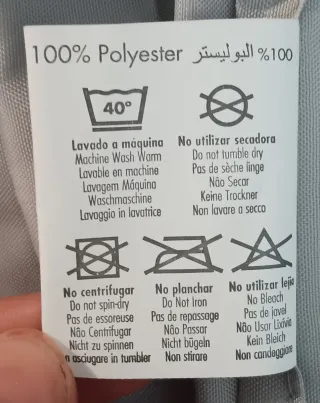 100% Polyester البوليستر %100
40°
Lavado a máquina
Machine Wash Warm
Lavable en machine
Lavagem Máquina
Waschmaschine
Lavaggio in lavatrice
No utilizar secadora
Do not tumble dry
Pas de sèche linge
Não Secar
Keine Trockner
Non lavare a secco
No centrifugar
Do not spin-dry
Pas de essoreuse
Não Centrifugar
Nicht zu spinnen
asciugare in tumbler
No planchar
Do Not Iron
Pas de repassage
Não Passar
Nicht bügeln
Non stirare
No utilizar lejía
No Bleach
Pas de javel
Não Usar Lixívia
Kein Bleich
Non candeggiare